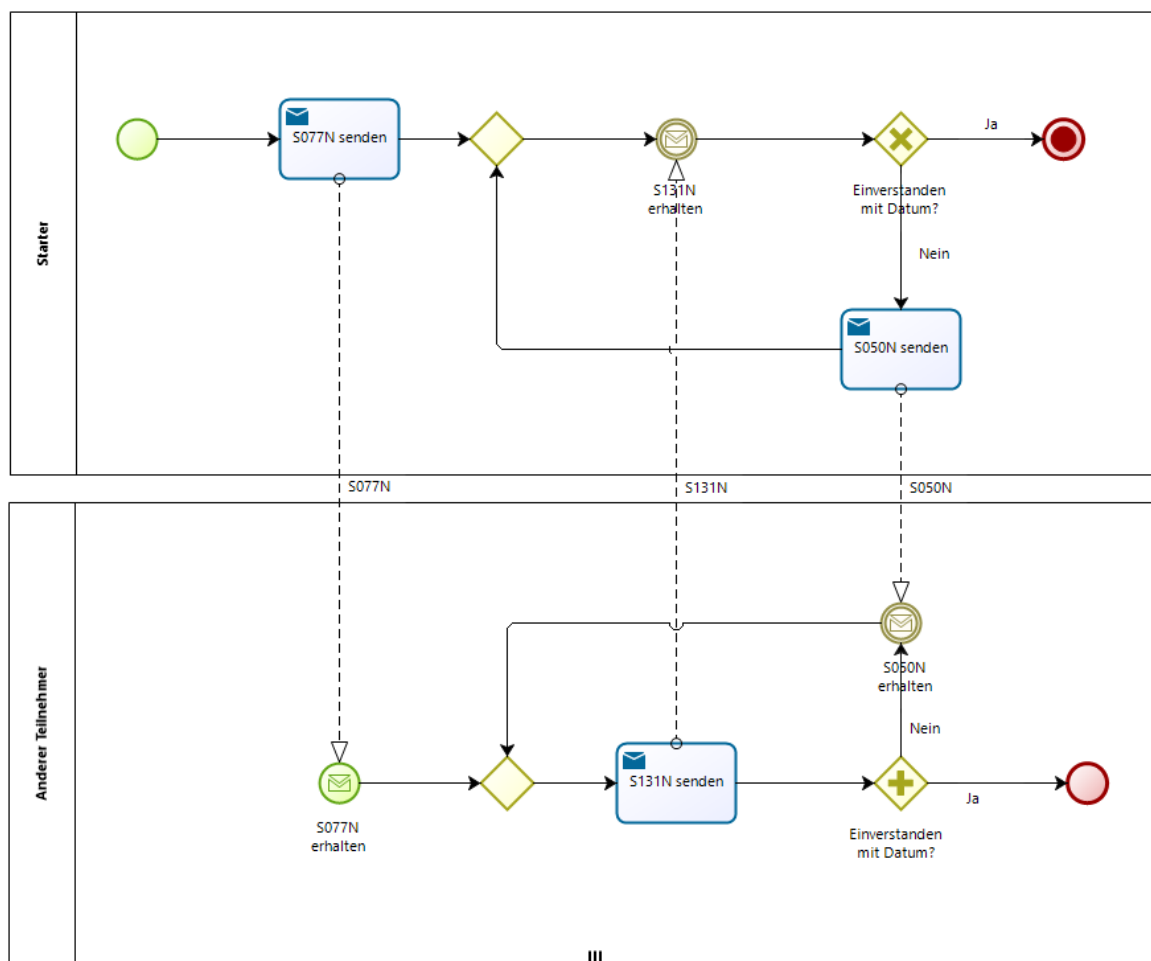 Starter
S077N senden
S131N
erhalten
Einverstanden
mit Datum?
Ja
Nein
S050N senden
S077N
S131N
S050N
Anderer Teilnehmer
S050N
erhalten
Nein
S077N
erhalten
S131N senden
Einverstanden
mit Datum?
Ja